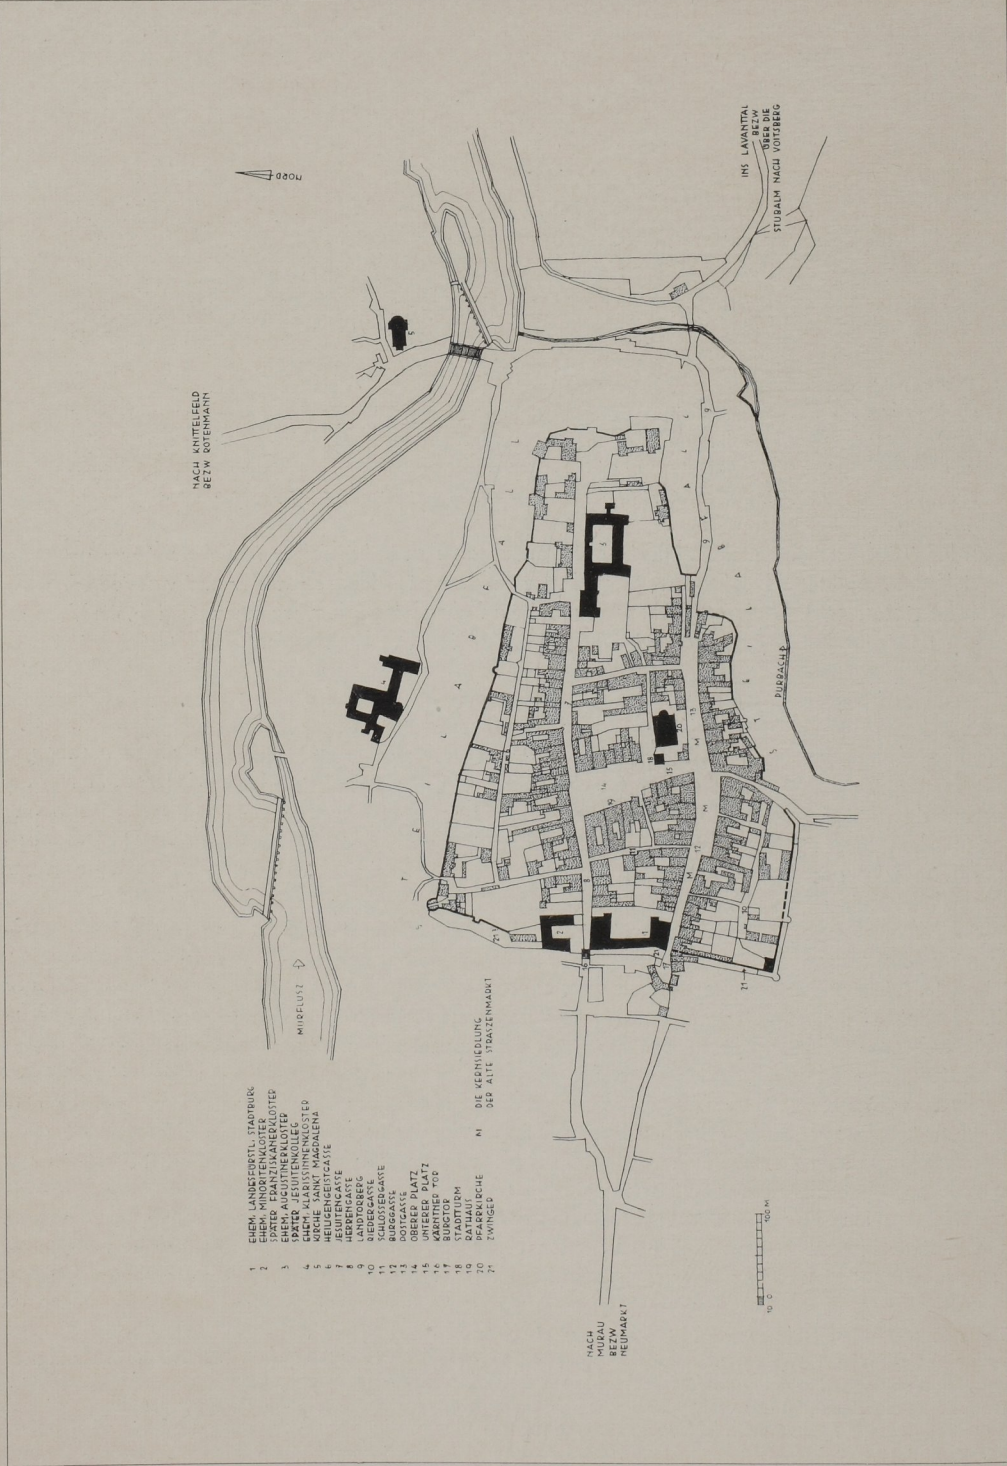 NORD
NACH KNITTELFELD
BEZW ROTENMANN
INS LAVANTTAL
BEZW
ÜBER DIE
STUBALM NACH VOITSBERG
MURFLUSZ
PURBACH
NACH
MURAU
BEZW
NEUMARKT
1 EHEM. LANDESFÜRSTL. STADTBURG
2 EHEM. MINORITENKLOSTER
SPÄTER FRANZISKANERKLOSTER
3 EHEM. AUGUSTINERKLOSTER
SPÄTER JESUITENKOLLEG
4 EHEM. KLARISSINNENKLOSTER
5 KIRCHE SANKT MAGDALENA
6 HEILIGENGEISTGASSE
7 JESUITENGASSE
8 HERRENGASSE
9 LANDTORBERG
10 RIEDERGASSE
11 SCHLOSSERGASSE
12 BURGGASSE
13 POSTGASSE
14 OBERER PLATZ
15 UNTERER PLATZ
16 KÄRNTNER TOR
17 BURGTOR
18 STADTTURM
19 RATHAUS
20 PFARRKIRCHE
21 ZWINGER
M DIE KERNSIEDLUNG
DER ALTE STRASZENMARKT
10 0 100 M
STEILABFALL
STEILABFALL